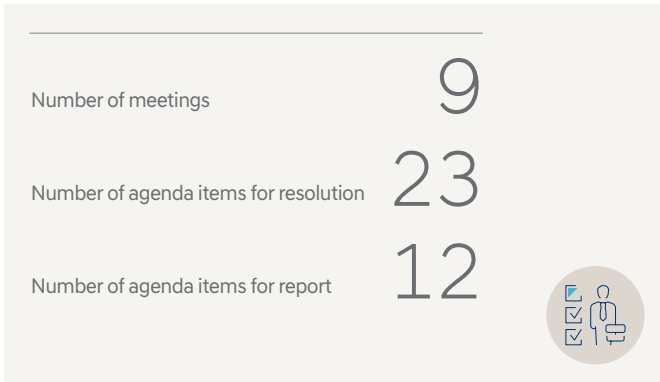 Number of meetings 9
Number of agenda items for resolution 23
Number of agenda items for report 12